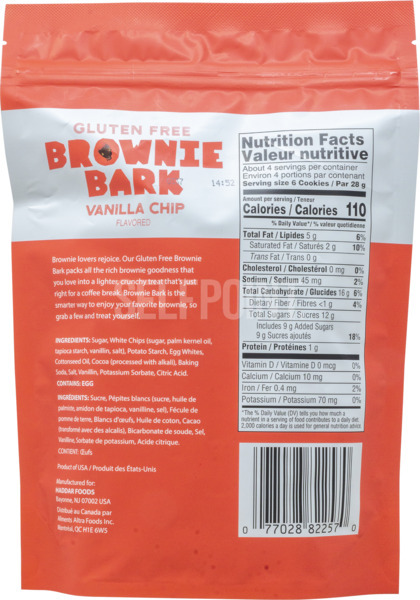 GLUTEN FREE
BROWNIE
BARK
VANILLA CHIP
FLAVORED
14:52
Brownie lovers rejoice. Our Gluten Free Brownie
Bark packs all the rich brownie goodness that
you love into a lighter, crunchy treat that's just
right for a coffee break. Brownie Bark is the
smarter way to enjoy your favorite brownie, so
grab a few and treat yourself.
INGREDIENTS: Sugar, White Chips (sugar, palm kernel oil,
tapioca starch, vanillin, salt), Potato Starch, Egg Whites,
Cottonseed Oil, Cocoa (processed with alkali), Baking
Soda, Salt, Vanillin, Potassium Sorbate, Citric Acid.
CONTAINS: EGG
INGRÉDIENTS: Sucre, Pépites blancs (sucre, huile de
palmits, amidon de tapioca, vanilline, sel), Fécule de
pomme de terre, Blancs d'œufs, Huile de coton, Cacao
(transformé avec des alcalis), Bicarbonate de soude, Sel,
Vanilline, Sorbate de potassium, Acide citrique.
CONTIENT: Œufs
Product of USA / Produit des États-Unis
Manufactured for:
HADDAR FOODS
Bayonne, NJ 07002 USA
Distribué au Canada par
Aliments Altra Foods Inc.
Montréal, QC H1E 6W5
Nutrition Facts
Valeur nutritive
About 4 servings per container
Environ 4 portions par contenant
Serving size 6 Cookies / Par 28 g
Amount per serving / Teneur
Calories / Calories 110
% Daily Value* / % valeur quotidienne
Total Fat / Lipides 5 g 6%
Saturated Fat / Saturés 2 g 10%
Trans Fat / Trans 0 g
Cholesterol / Cholestérol 0 mg 0%
Sodium / Sodium 45 mg 2%
Total Carbohydrate / Glucides 16 g 6%
Dietary Fiber / Fibres <1 g 4%
Total Sugars / Sucres 12 g
Includes 9 g Added Sugars
9 g Sucres ajoutés 18%
Protein / Protéines 1 g
Vitamin D / Vitamine D 0 mcg 0%
Calcium / Calcium 10 mg 0%
Iron / Fer 0.4 mg 2%
Potassium / Potassium 70 mg 0%
*The % Daily Value (DV) tells you how much a
nutrient in a serving of food contributes to a daily diet.
2,000 calories a day is used for general nutrition advice
0 77028 82257 0